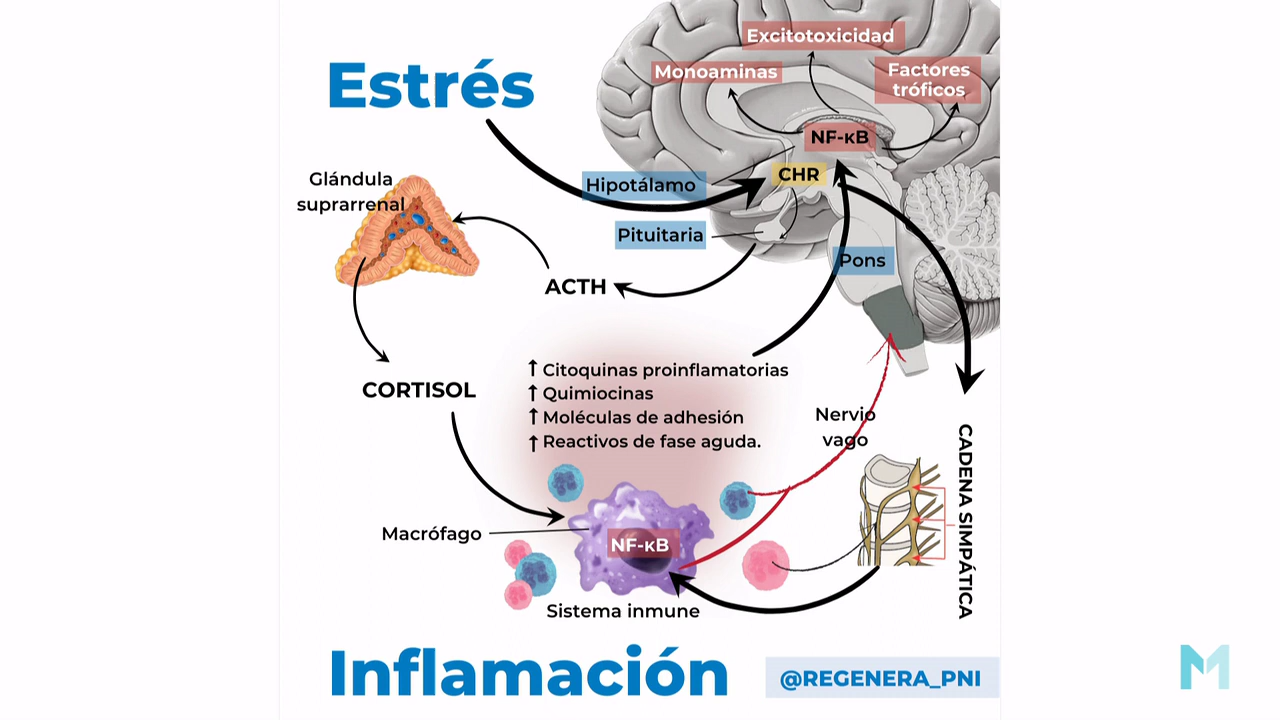 Excitotoxicidad
Estrés
Monoaminas
Factores
tróficos
NF-κB
CHR
Glándula
suprarrenal
Hipotálamo
Pituitaria
Pons
ACTH
CORTISOL
↑ Citoquinas proinflamatorias
↑ Quimiocinas
↑ Moléculas de adhesión
↑ Reactivos de fase aguda.
Nervio
vago
CADENA SIMPÁTICA
Macrófago
NF-κB
Sistema inmune
Inflamación
@REGENERA_PNI
M